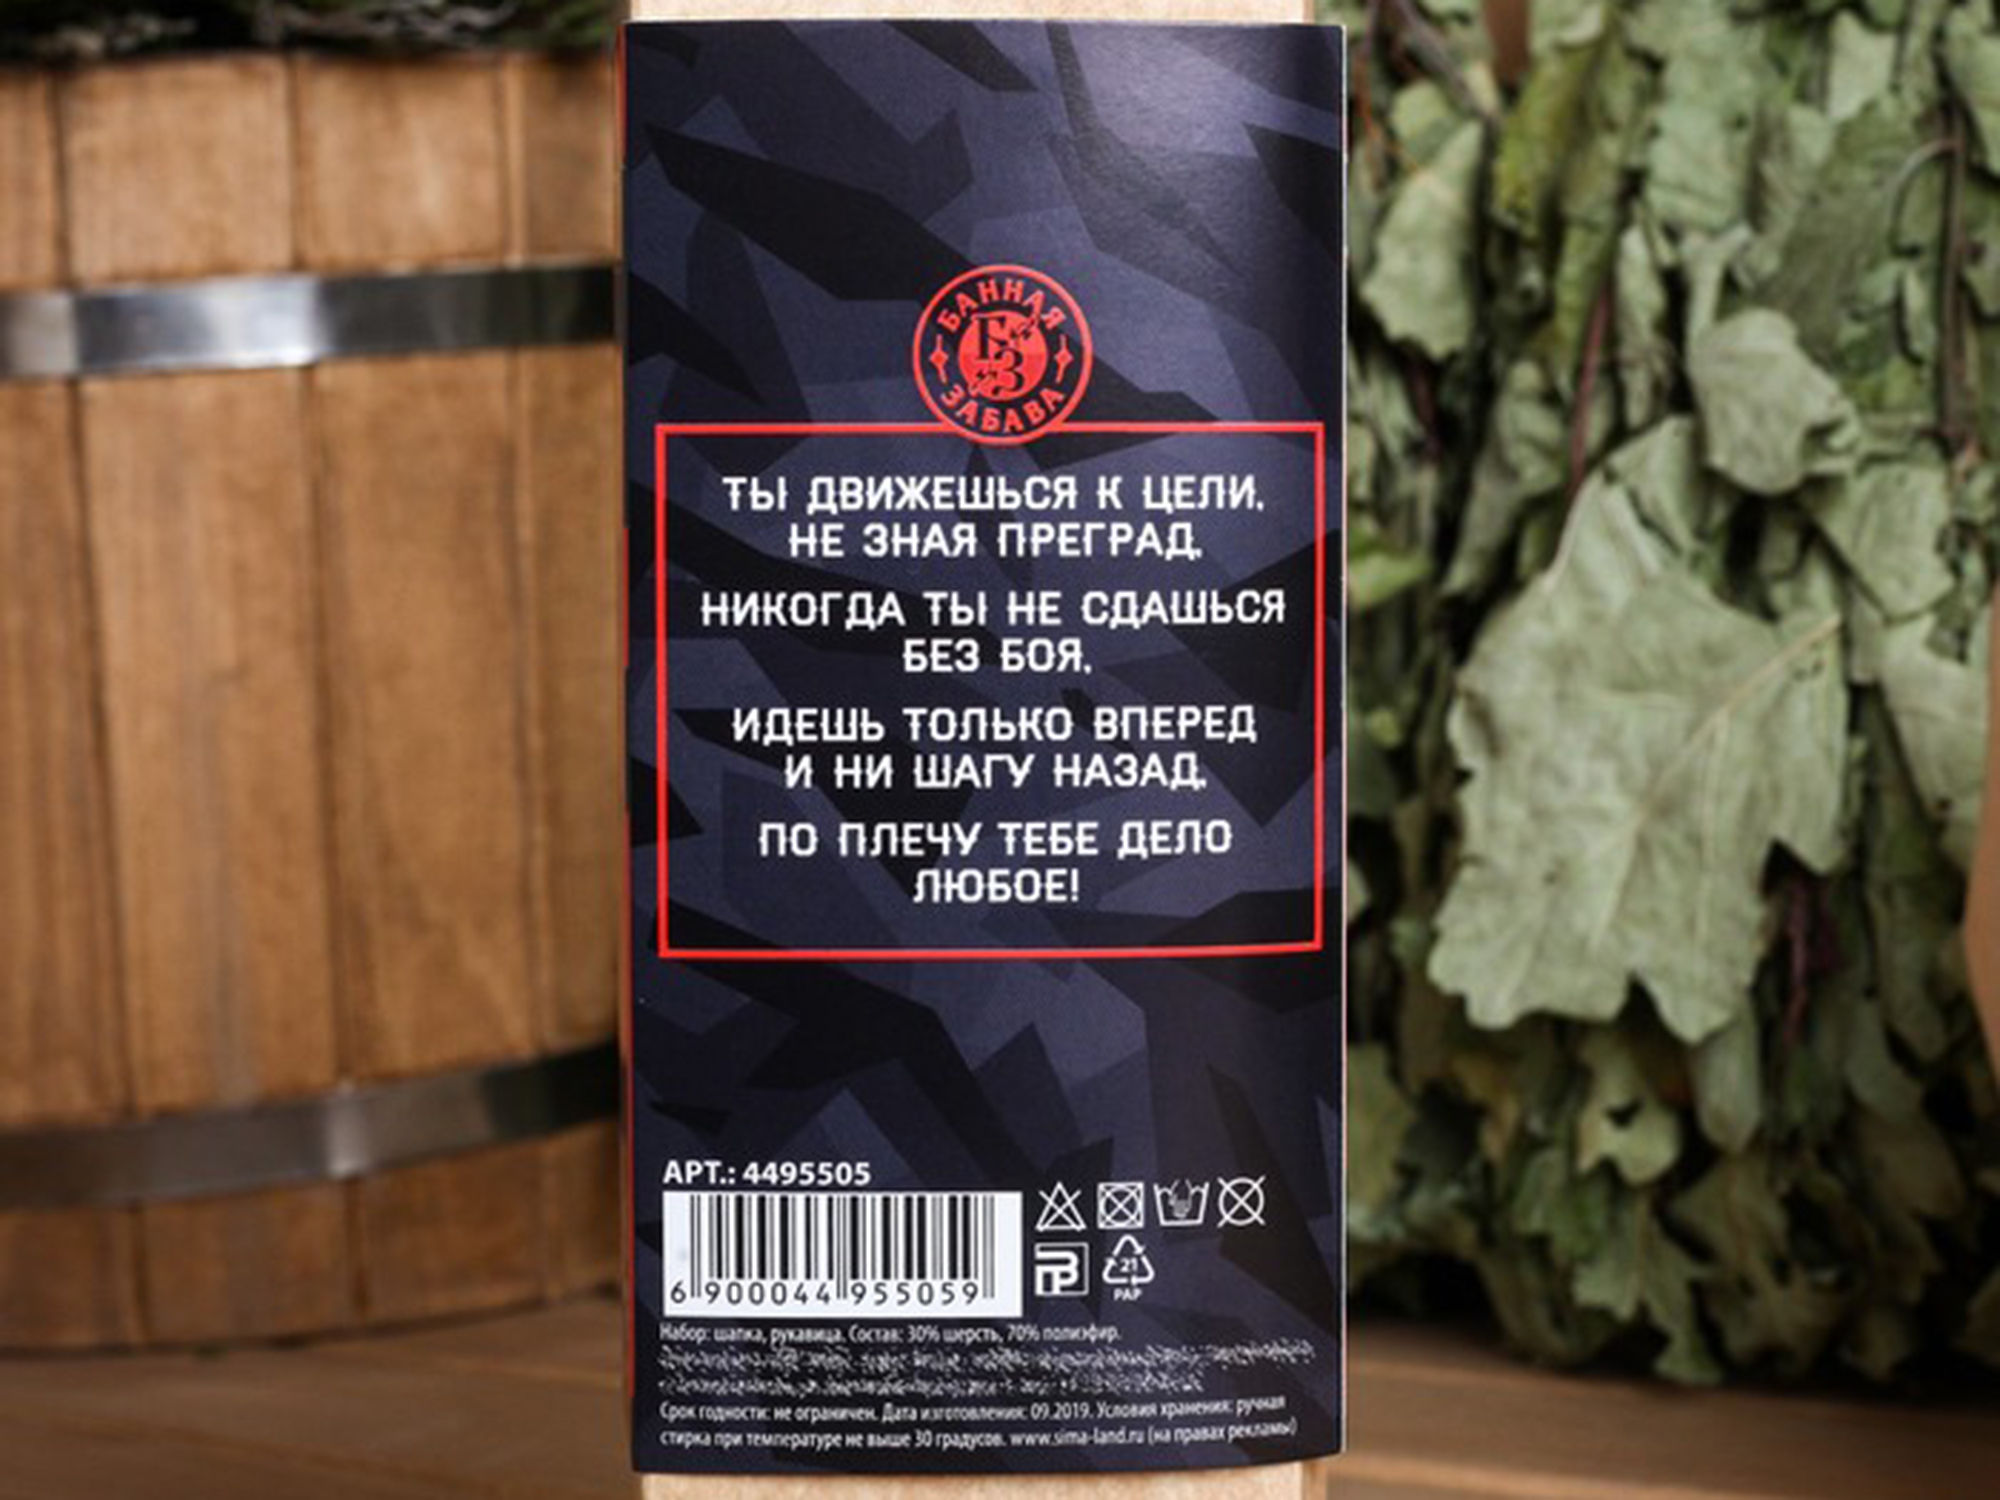 БАННАЯ
БЗ
ЗАБАВА
ТЫ ДВИЖЕШЬСЯ К ЦЕЛИ,
НЕ ЗНАЯ ПРЕГРАД,
НИКОГДА ТЫ НЕ СДАШЬСЯ
БЕЗ БОЯ,
ИДЕШЬ ТОЛЬКО ВПЕРЕД
И НИ ШАГУ НАЗАД,
ПО ПЛЕЧУ ТЕБЕ ДЕЛО
ЛЮБОЕ!
АРТ.: 4495505
6 900044 955059
21
PAP
Набор: шапка, рукавица. Состав: 30% шерсть, 70% полиэфир.
Срок годности: не ограничен. Дата изготовления: 09.2019. Условия хранения: ручная
стирка при температуре не выше 30 градусов. www.sima-land.ru (на правах рекламы)